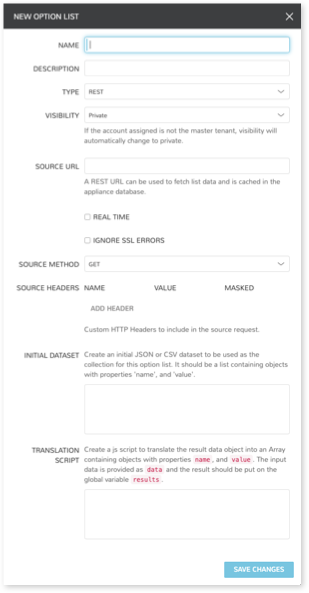 NEW OPTION LIST
NAME
DESCRIPTION
TYPE REST
VISIBILITY Private
If the account assigned is not the master tenant, visibility will
automatically change to private.
SOURCE URL
A REST URL can be used to fetch list data and is cached in the
appliance database.
REAL TIME
IGNORE SSL ERRORS
SOURCE METHOD GET
SOURCE HEADERS NAME VALUE MASKED
ADD HEADER
Custom HTTP Headers to include in the source request.
INITIAL DATASET Create an initial JSON or CSV dataset to be used as the
collection for this option list. It should be a list containing objects
with properties 'name', and 'value'.
TRANSLATION Create a js script to translate the result data object into an Array
SCRIPT containing objects with properties name, and value. The input
data is provided as data and the result should be put on the
global variable results.
SAVE CHANGES